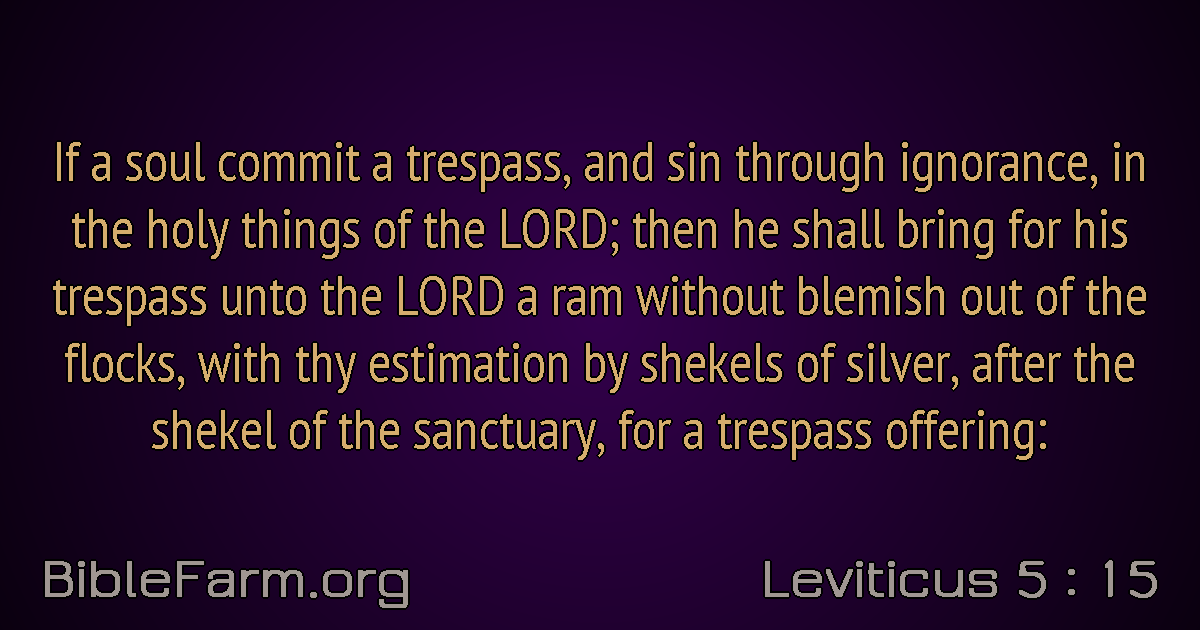 If a soul commit a trespass, and sin through ignorance, in
the holy things of the LORD; then he shall bring for his
trespass unto the LORD a ram without blemish out of the
flocks, with thy estimation by shekels of silver, after the
shekel of the sanctuary, for a trespass offering:
BibleFarm.org
Leviticus 5 : 15